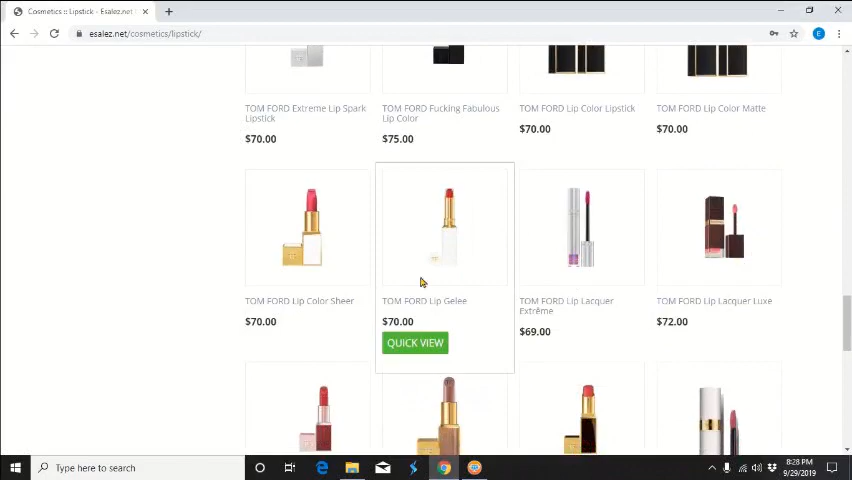 Cosmetics :: Lipstick - Esalez.net
esalez.net/cosmetics/lipstick/
E
TOM FORD Extreme Lip Spark
Lipstick
$70.00
TOM FORD Fucking Fabulous
Lip Color
$75.00
TOM FORD Lip Color Lipstick
$70.00
TOM FORD Lip Color Matte
$70.00
TOM FORD Lip Color Sheer
$70.00
TOM FORD Lip Gelee
$70.00
QUICK VIEW
TOM FORD Lip Lacquer
Extrême
$69.00
TOM FORD Lip Lacquer Luxe
$72.00
Type here to search
8:28 PM
9/29/2019